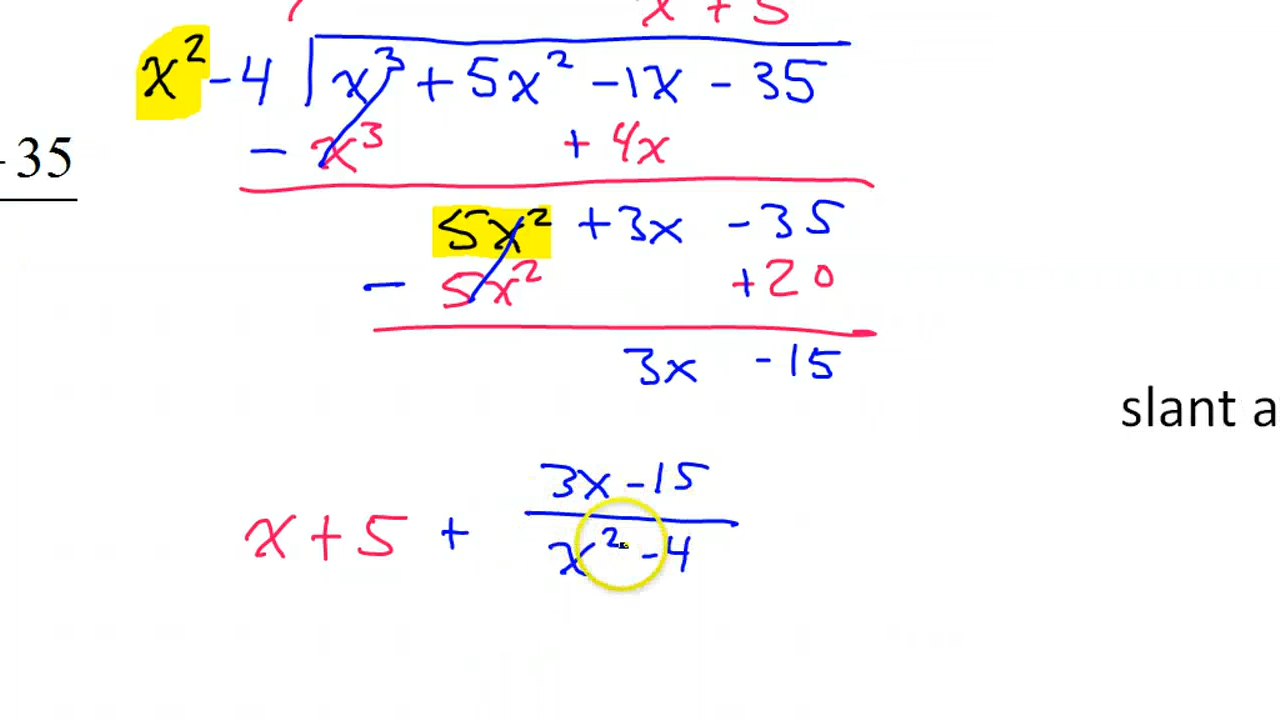 x + 5
x² - 4 x³ + 5x² - 1x - 35
-35
- x³ + 4x
5x² + 3x - 35
- 5x² + 20
3x - 15
slant a
3x - 15
x + 5 +
x² - 4